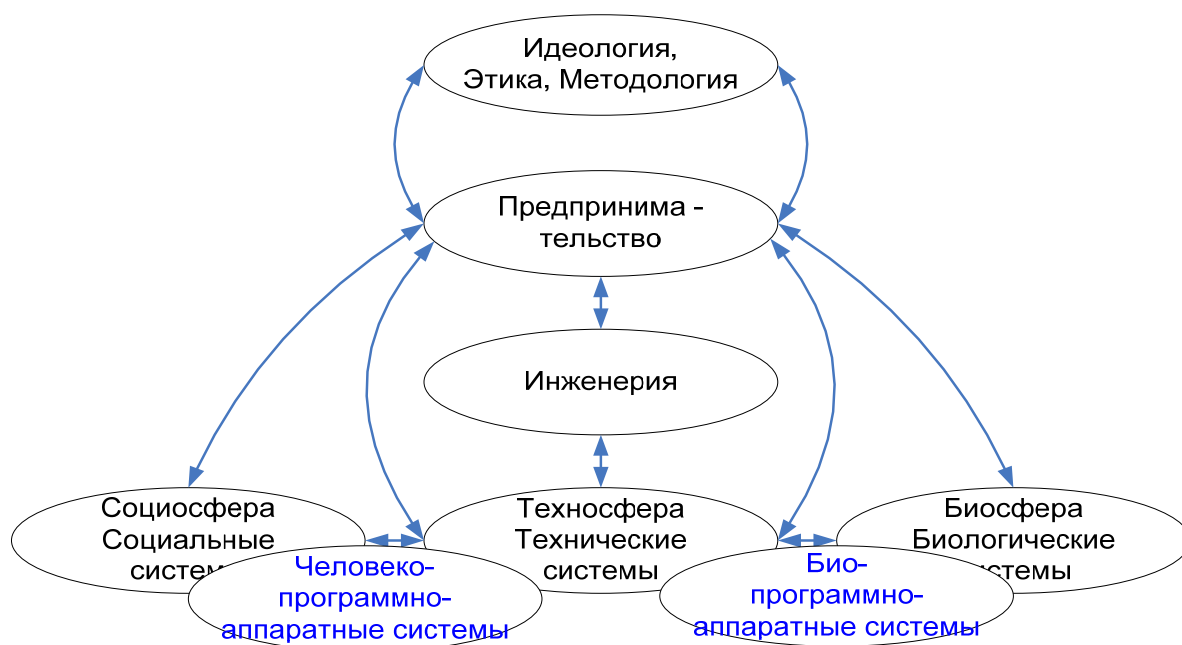 Идеология,
Этика, Методология
Предпринима -
тельство
Инженерия
Социосфера
Социальные
Техносфера
Технические
системы
Биосфера
Биологические
Человеко-
программно-
аппаратные системы
Био-
программно-
аппаратные системы